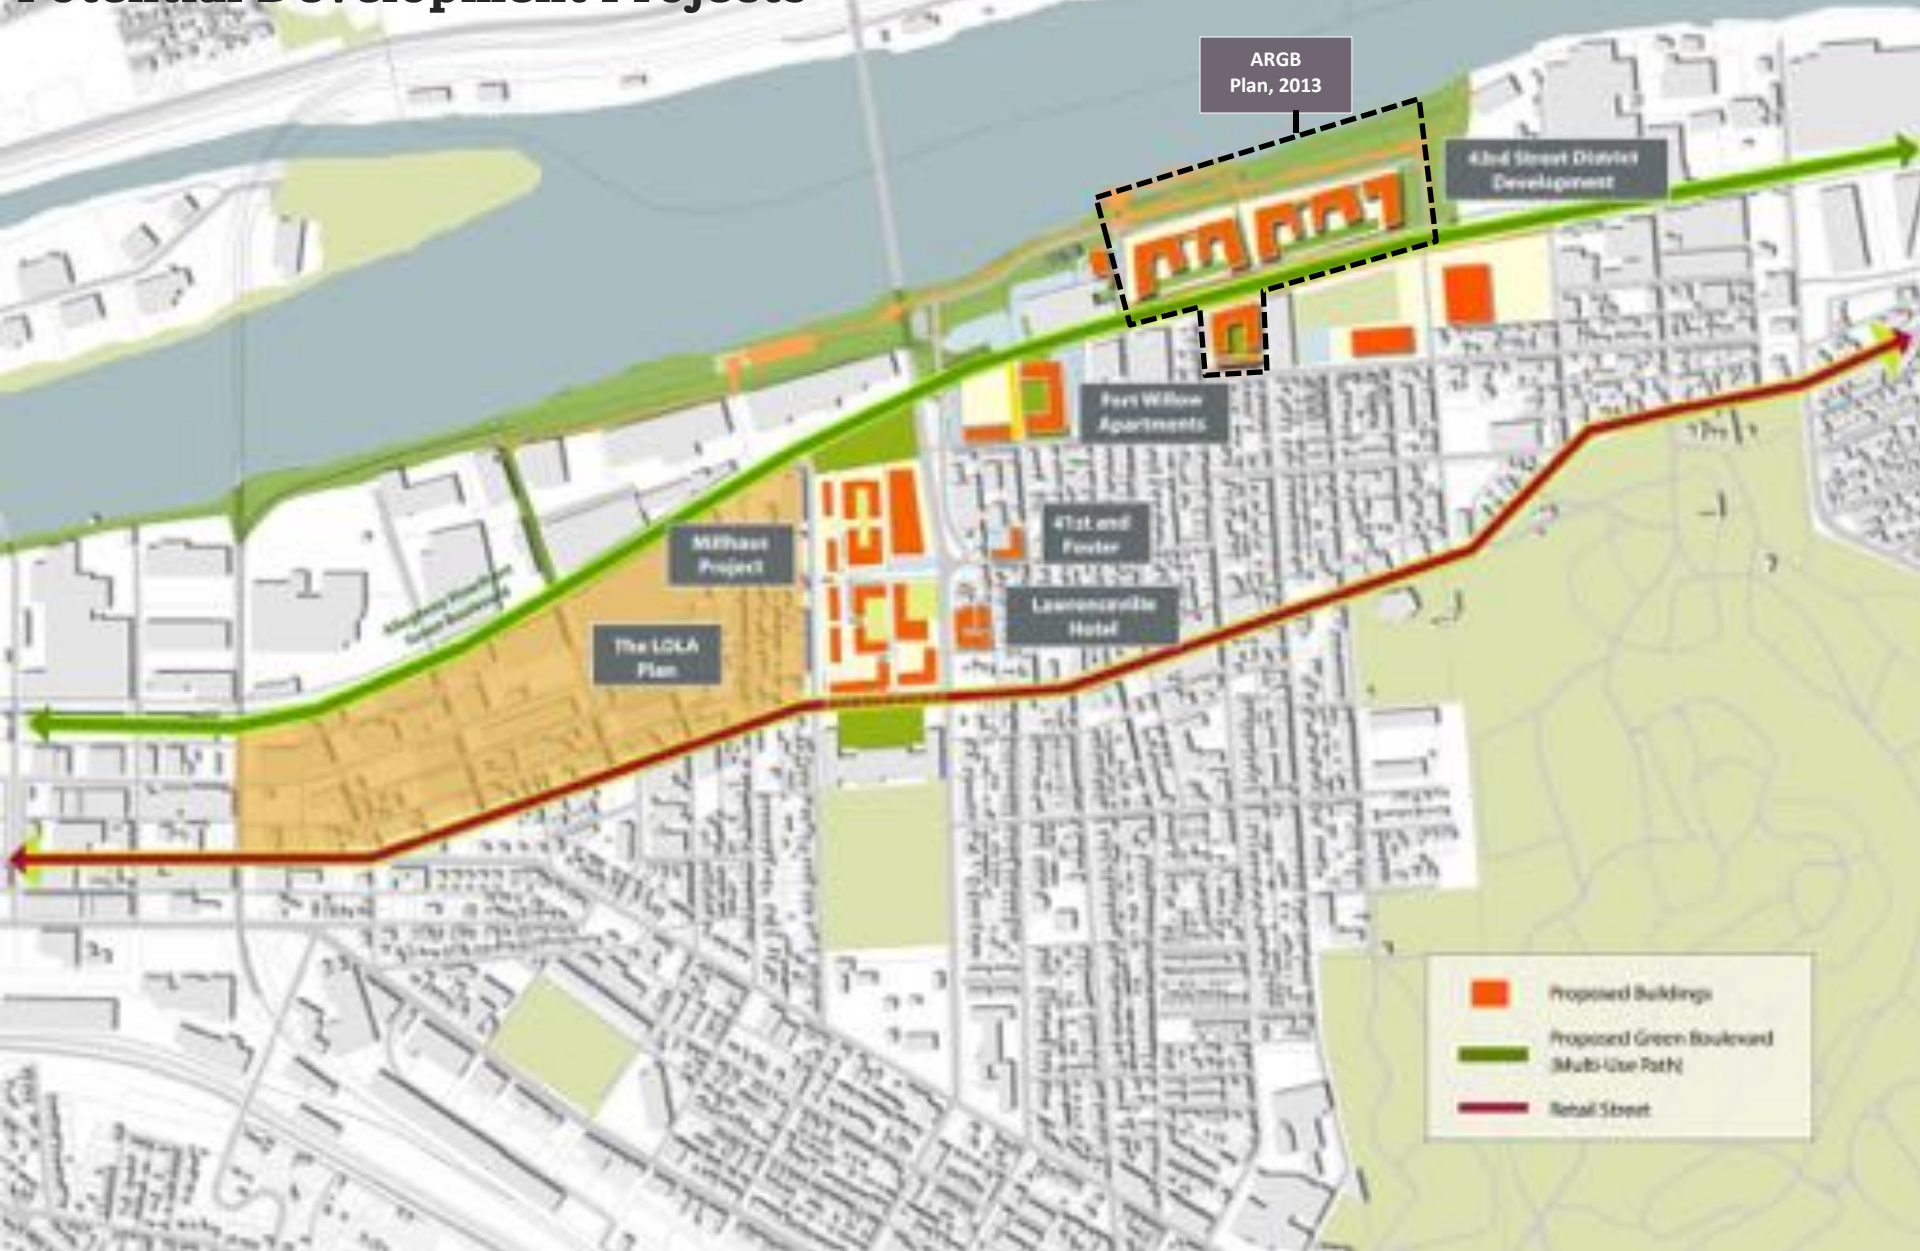 Potential Development Projects
ARGB
Plan, 2013
43rd Street District
Development
Port Willow
Apartments
41st and
Foster
Millhaus
Project
Lawrenceville
Hotel
The LOLA
Plan
Proposed Buildings
Proposed Green Boulevard
(Multi-Use Path)
Retail Street